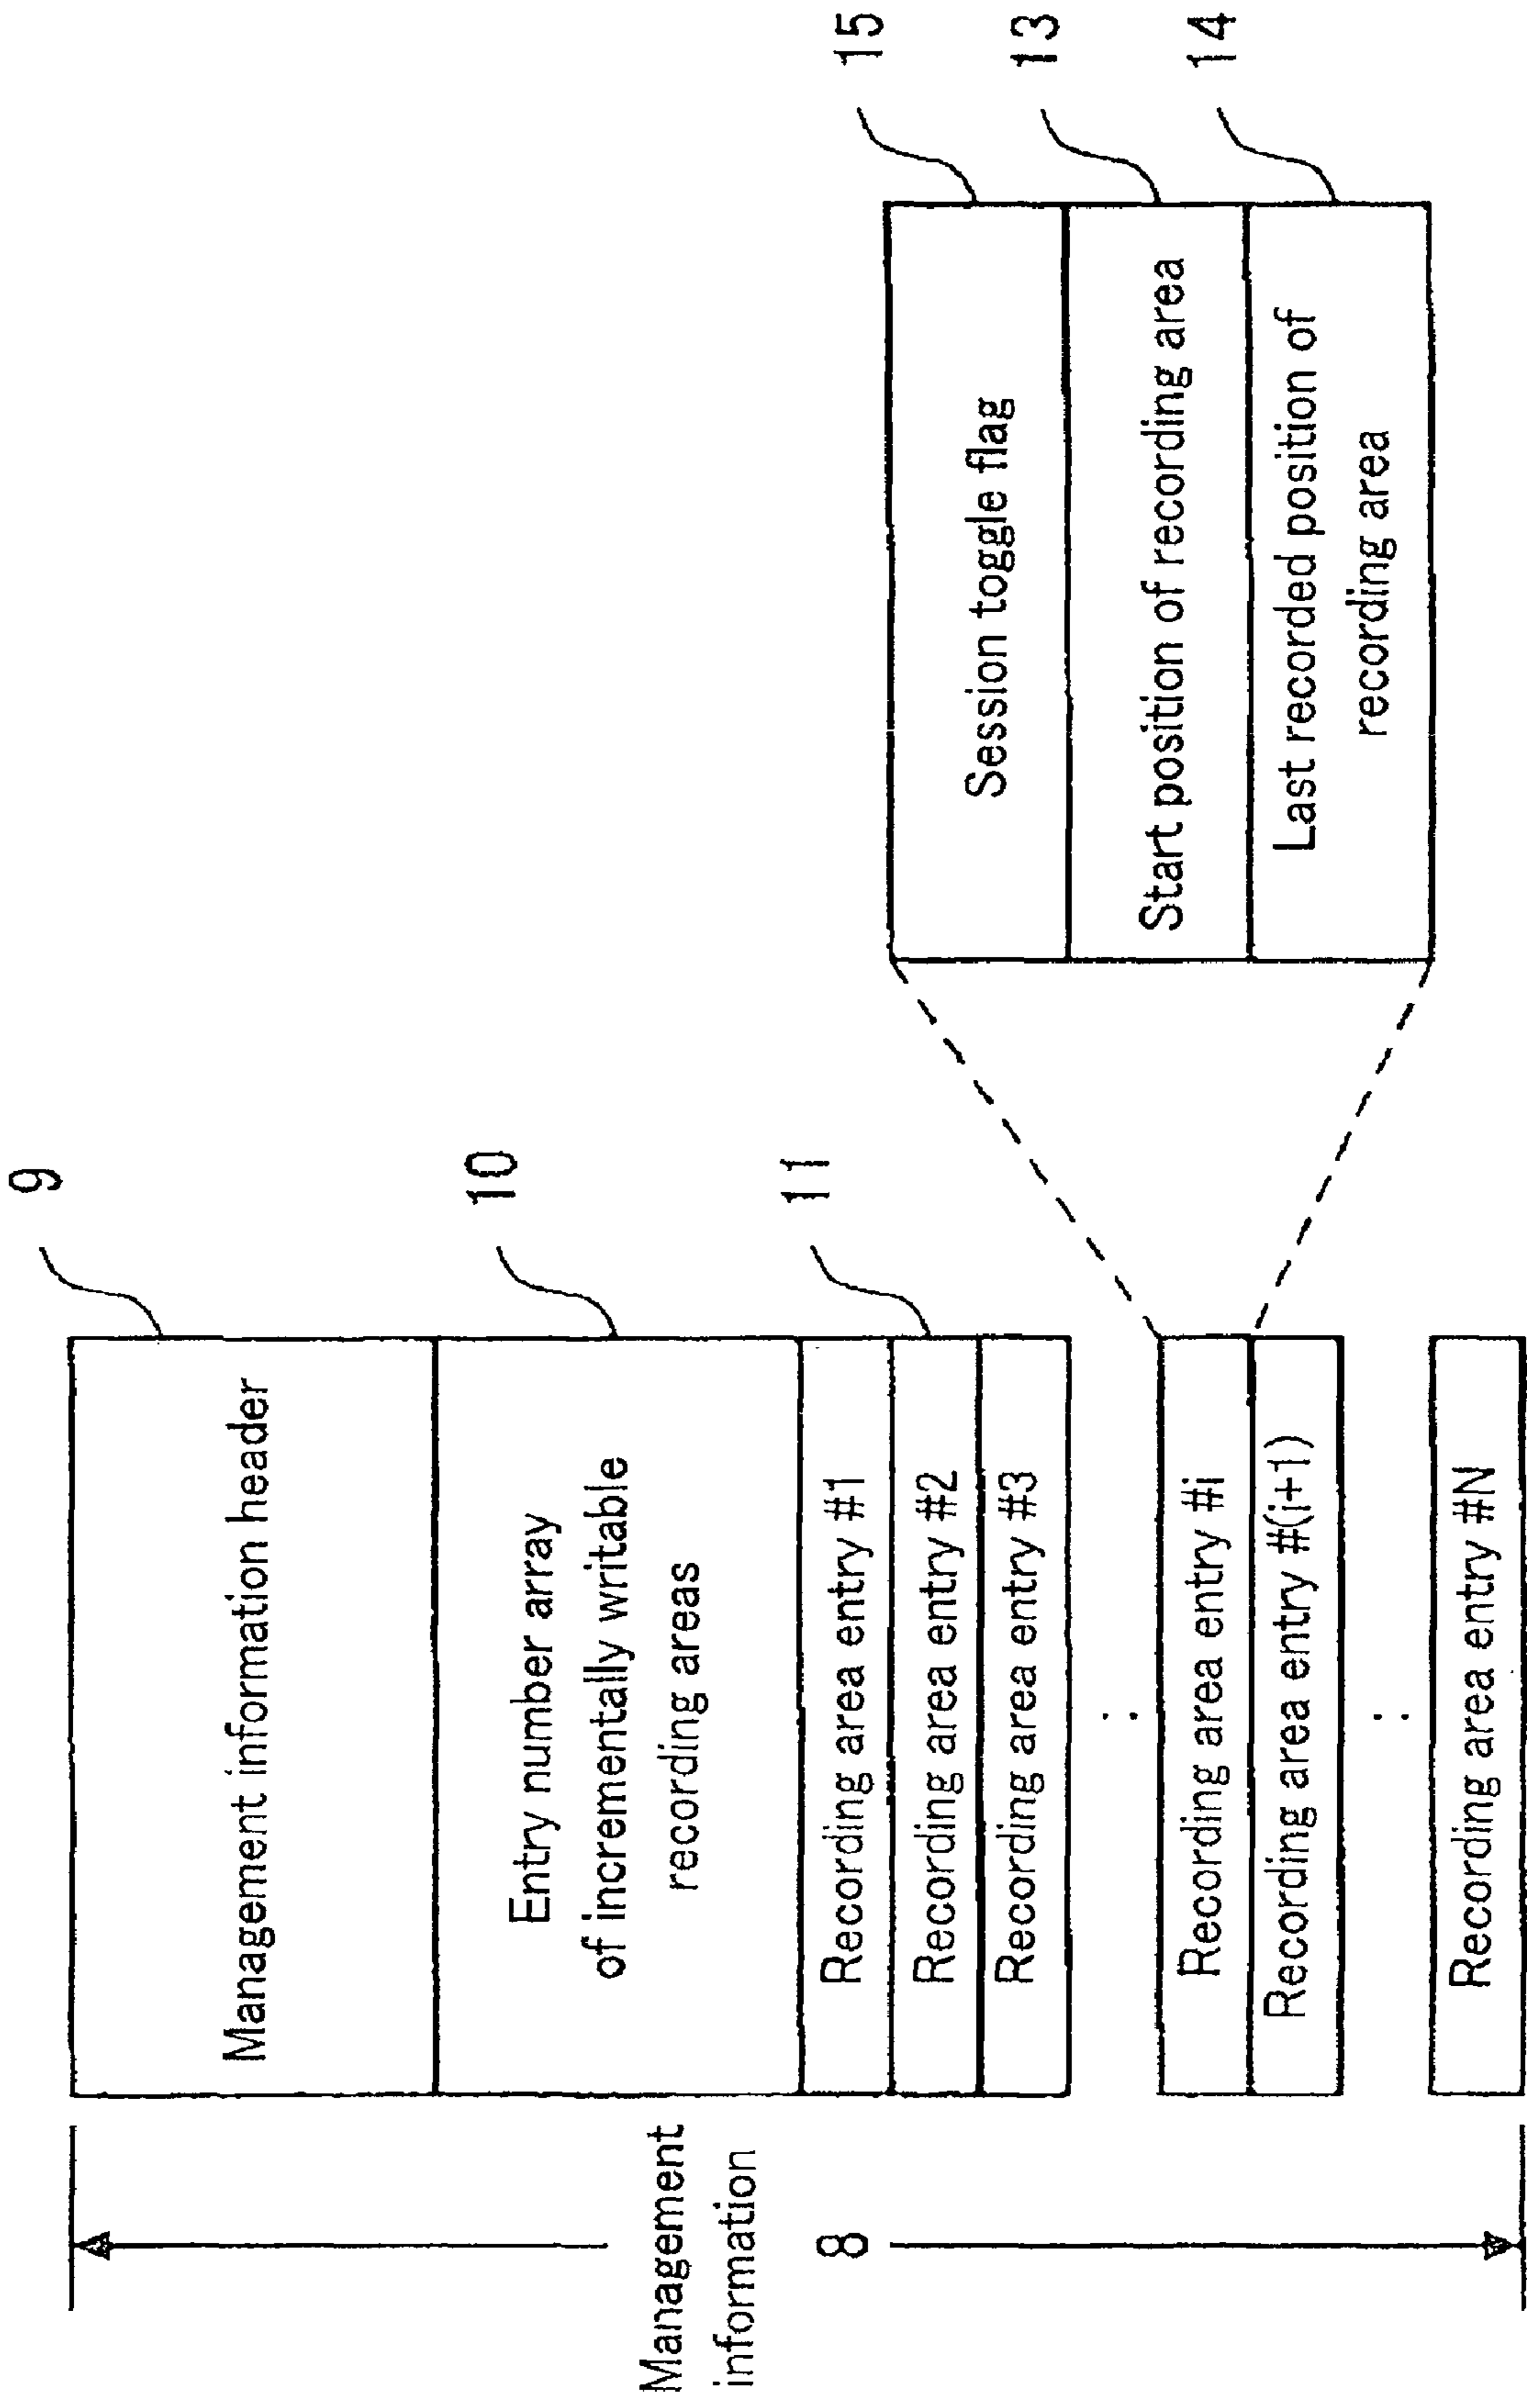 Management
information
8
Management information header
9
Entry number array
of incrementally writable
recording areas
10
Recording area entry #1
Recording area entry #2
11
Recording area entry #3
:
Recording area entry #i
Recording area entry #(i+1)
:
Recording area entry #N
Session toggle flag
15
Start position of recording area
13
Last recorded position of
recording area
14